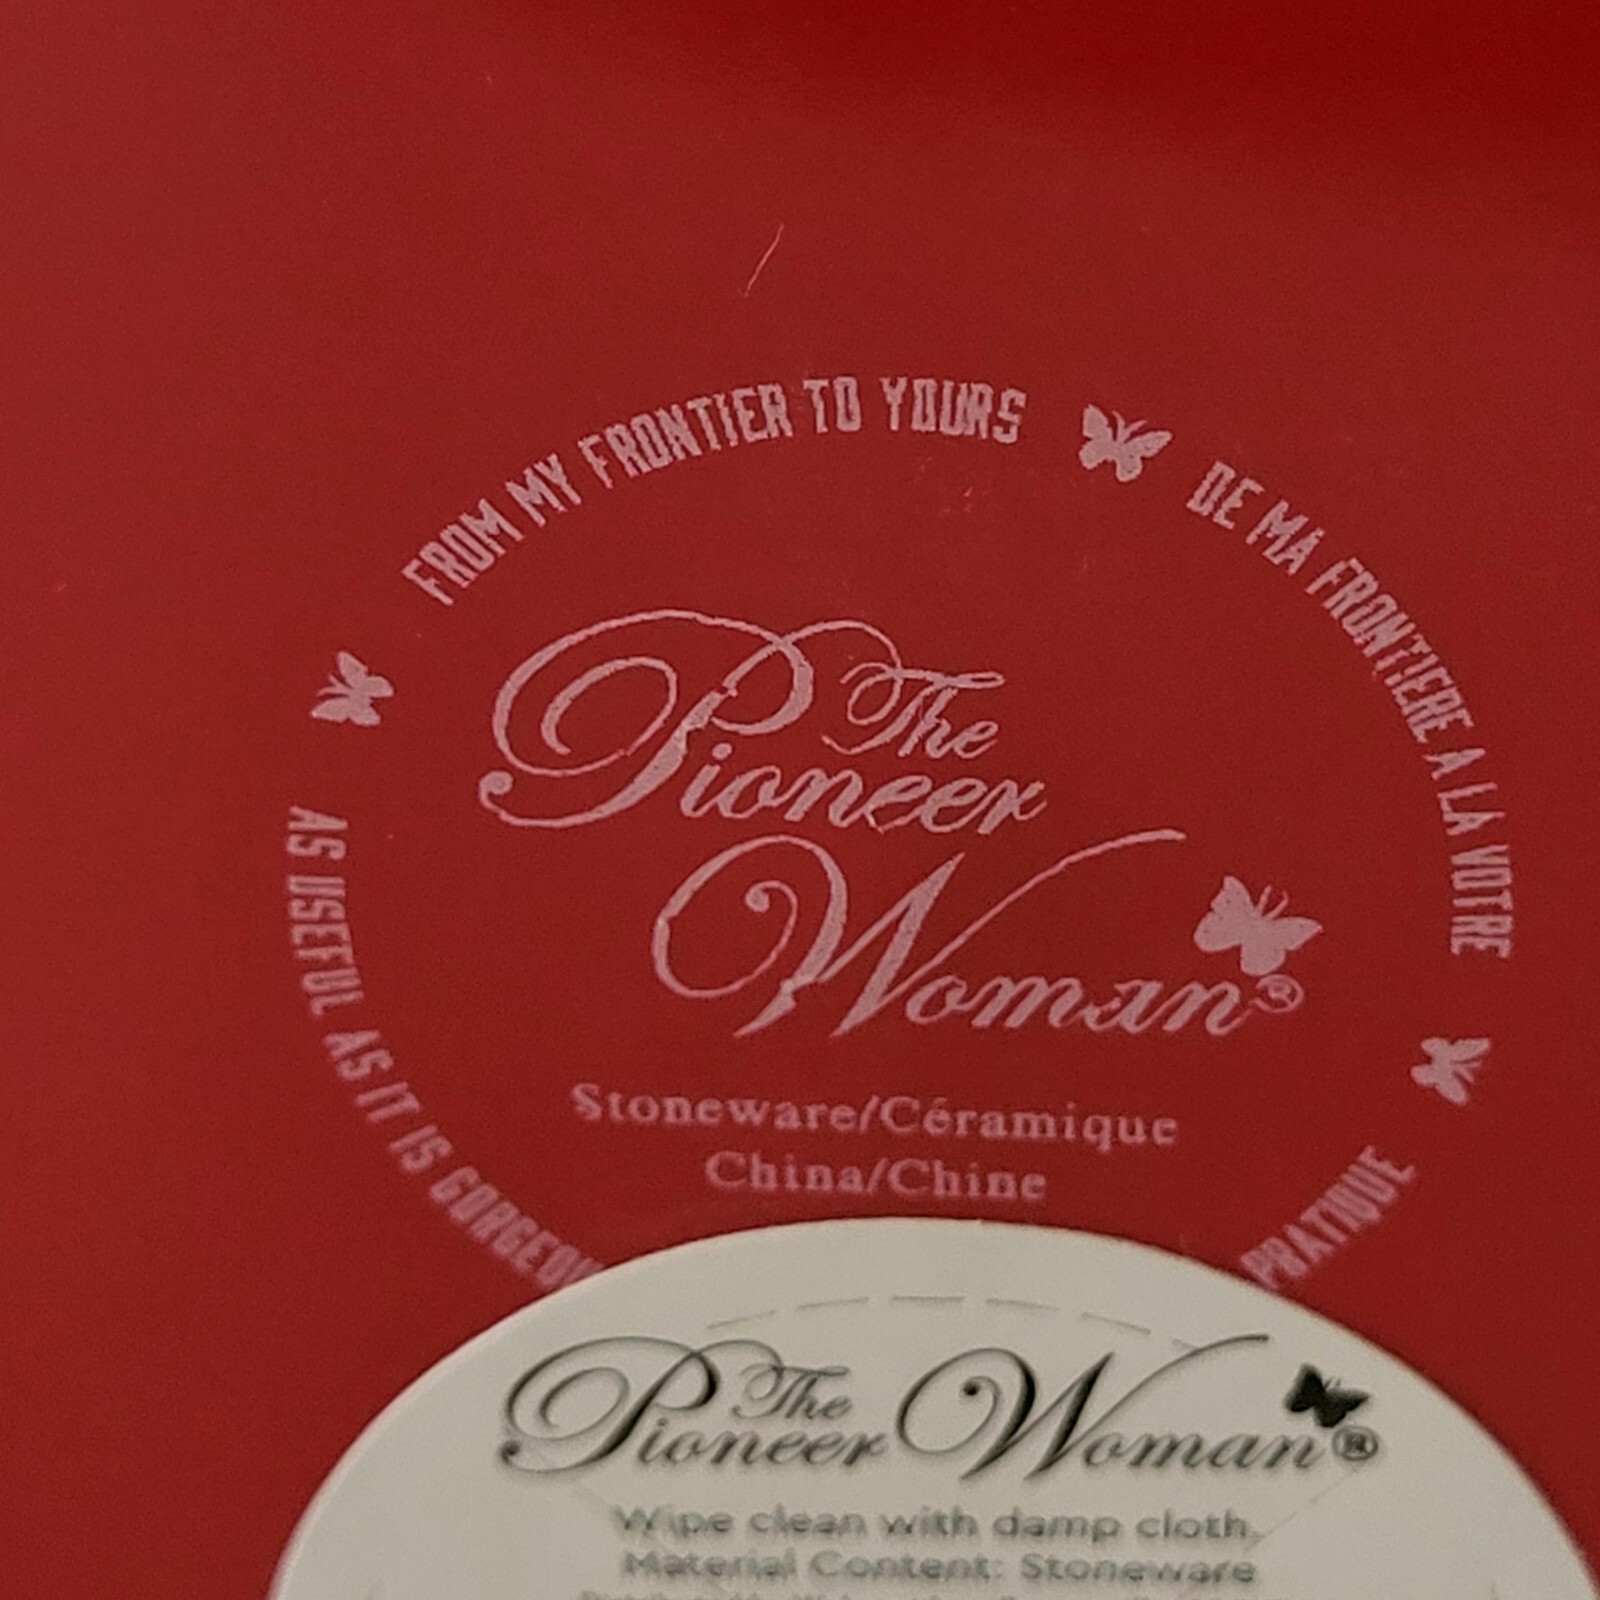 FROM MY FRONTIER TO YOURS
DE MA FRONTIERE A LA VOTRE
PRATIQUE
AS USEFUL AS IT IS
The
Pioneer
Woman®
Stoneware/Céramique
China/Chine
The
Pioneer Woman®
Wipe clean with damp cloth.
Material Content: Stoneware